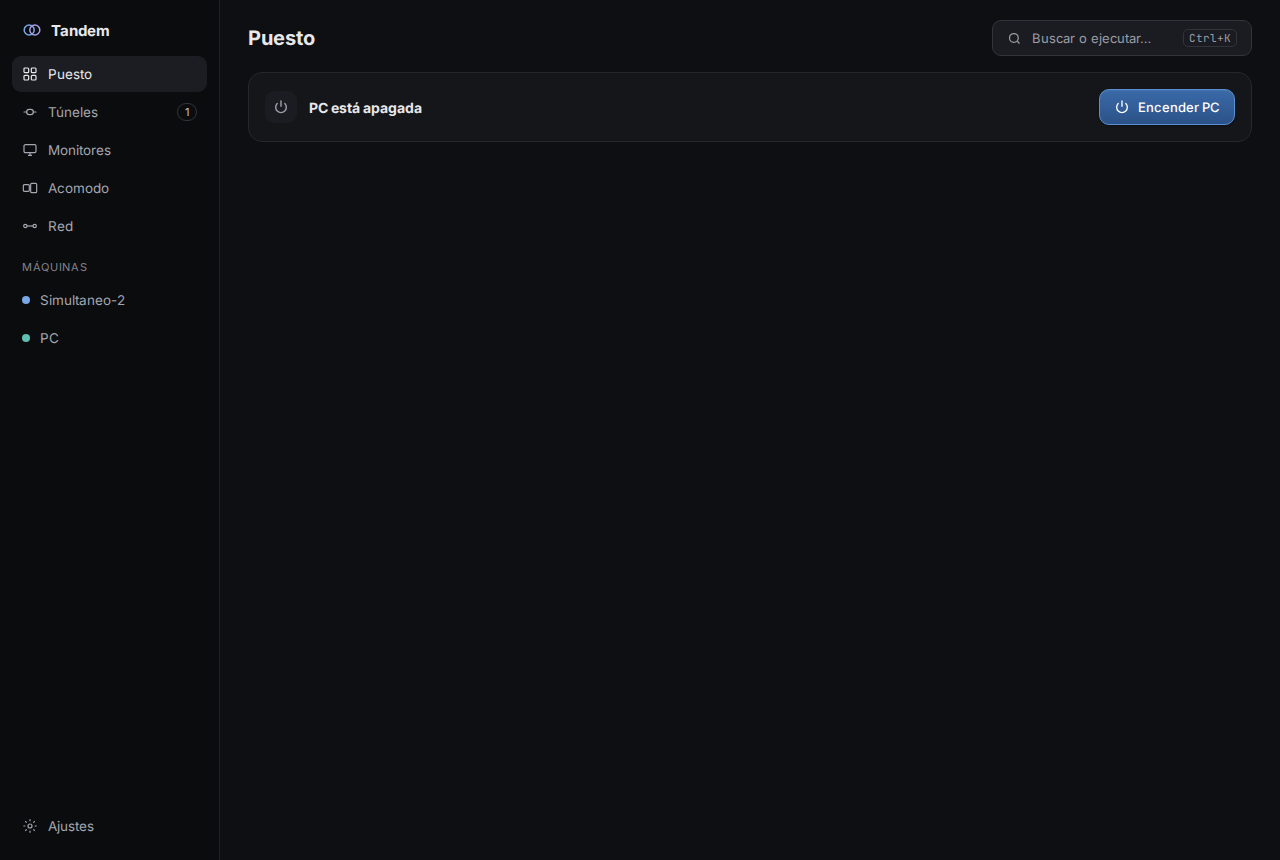 Tandem
Puesto
Túneles 1
Monitores
Acomodo
Red
MÁQUINAS
Simultaneo-2
PC
Ajustes
Puesto
Buscar o ejecutar... Ctrl+K
PC está apagada
Encender PC